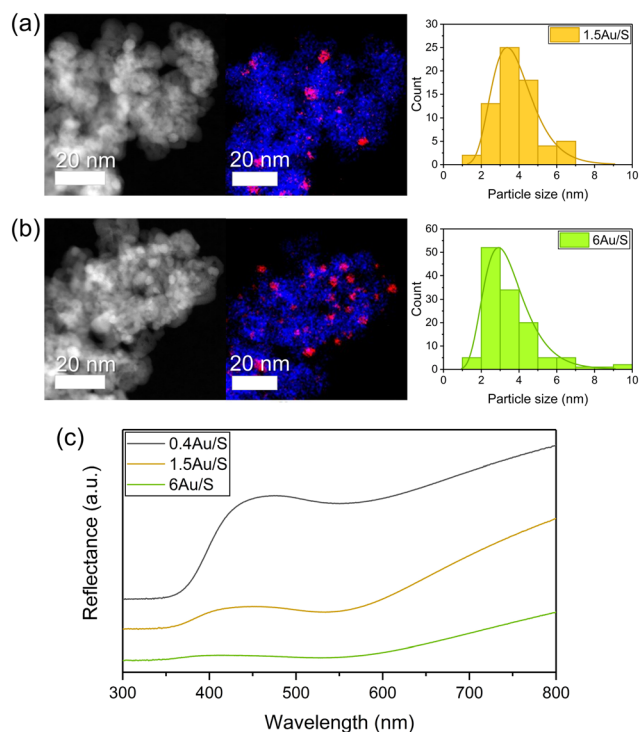 (a)
20 nm
20 nm
30
25
20
15
10
5
0
Count
1.5Au/S
0 2 4 6 8 10
Particle size (nm)
(b)
20 nm
20 nm
60
50
40
30
20
10
0
Count
6Au/S
0 2 4 6 8 10
Particle size (nm)
(c)
0.4Au/S
1.5Au/S
6Au/S
Reflectance (a.u.)
300 400 500 600 700 800
Wavelength (nm)